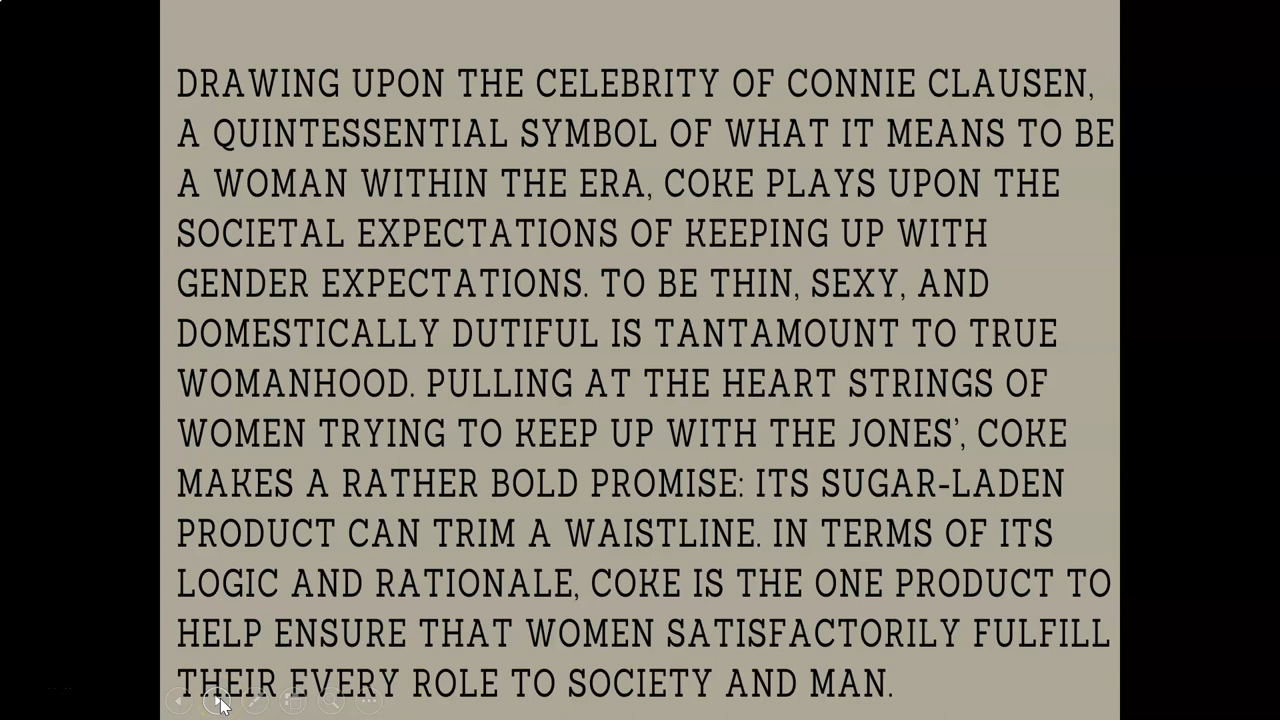 DRAWING UPON THE CELEBRITY OF CONNIE CLAUSEN,
A QUINTESSENTIAL SYMBOL OF WHAT IT MEANS TO BE
A WOMAN WITHIN THE ERA, COKE PLAYS UPON THE
SOCIETAL EXPECTATIONS OF KEEPING UP WITH
GENDER EXPECTATIONS. TO BE THIN, SEXY, AND
DOMESTICALLY DUTIFUL IS TANTAMOUNT TO TRUE
WOMANHOOD. PULLING AT THE HEART STRINGS OF
WOMEN TRYING TO KEEP UP WITH THE JONES’, COKE
MAKES A RATHER BOLD PROMISE: ITS SUGAR-LADEN
PRODUCT CAN TRIM A WAISTLINE. IN TERMS OF ITS
LOGIC AND RATIONALE, COKE IS THE ONE PRODUCT TO
HELP ENSURE THAT WOMEN SATISFACTORILY FULFILL
THEIR EVERY ROLE TO SOCIETY AND MAN.